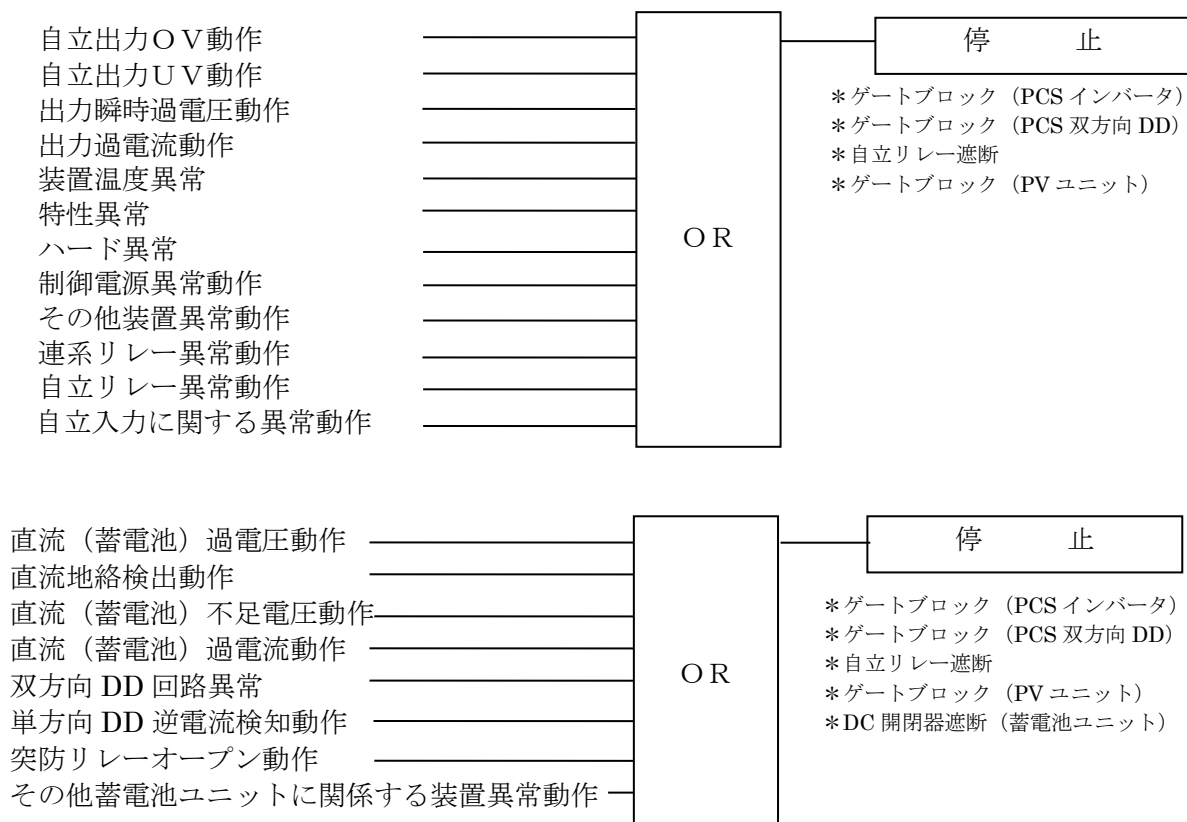 自立出力ＯＶ動作
自立出力ＵＶ動作
出力瞬時過電圧動作
出力過電流動作
装置温度異常
特性異常
ハード異常
制御電源異常動作
その他装置異常動作
連系リレー異常動作
自立リレー異常動作
自立入力に関する異常動作
ＯＲ
停　　止
＊ゲートブロック（PCS インバータ）
＊ゲートブロック（PCS 双方向 DD）
＊自立リレー遮断
＊ゲートブロック（PV ユニット）
直流（蓄電池）過電圧動作
直流地絡検出動作
直流（蓄電池）不足電圧動作
直流（蓄電池）過電流動作
双方向 DD 回路異常
単方向 DD 逆電流検知動作
突防リレーオープン動作
その他蓄電池ユニットに関係する装置異常動作
ＯＲ
停　　止
＊ゲートブロック（PCS インバータ）
＊ゲートブロック（PCS 双方向 DD）
＊自立リレー遮断
＊ゲートブロック（PV ユニット）
＊DC 開閉器遮断（蓄電池ユニット）